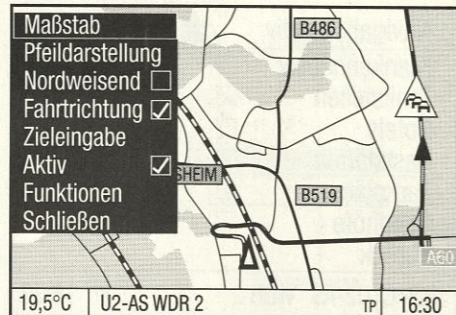 Maßstab
Pfeildarstellung
Nordweisend
Fahrtrichtung
Zieleingabe
Aktiv
Funktionen
Schließen
B486
SHEIM
B519
A60
19,5°C U2-AS WDR 2 TP 16:30